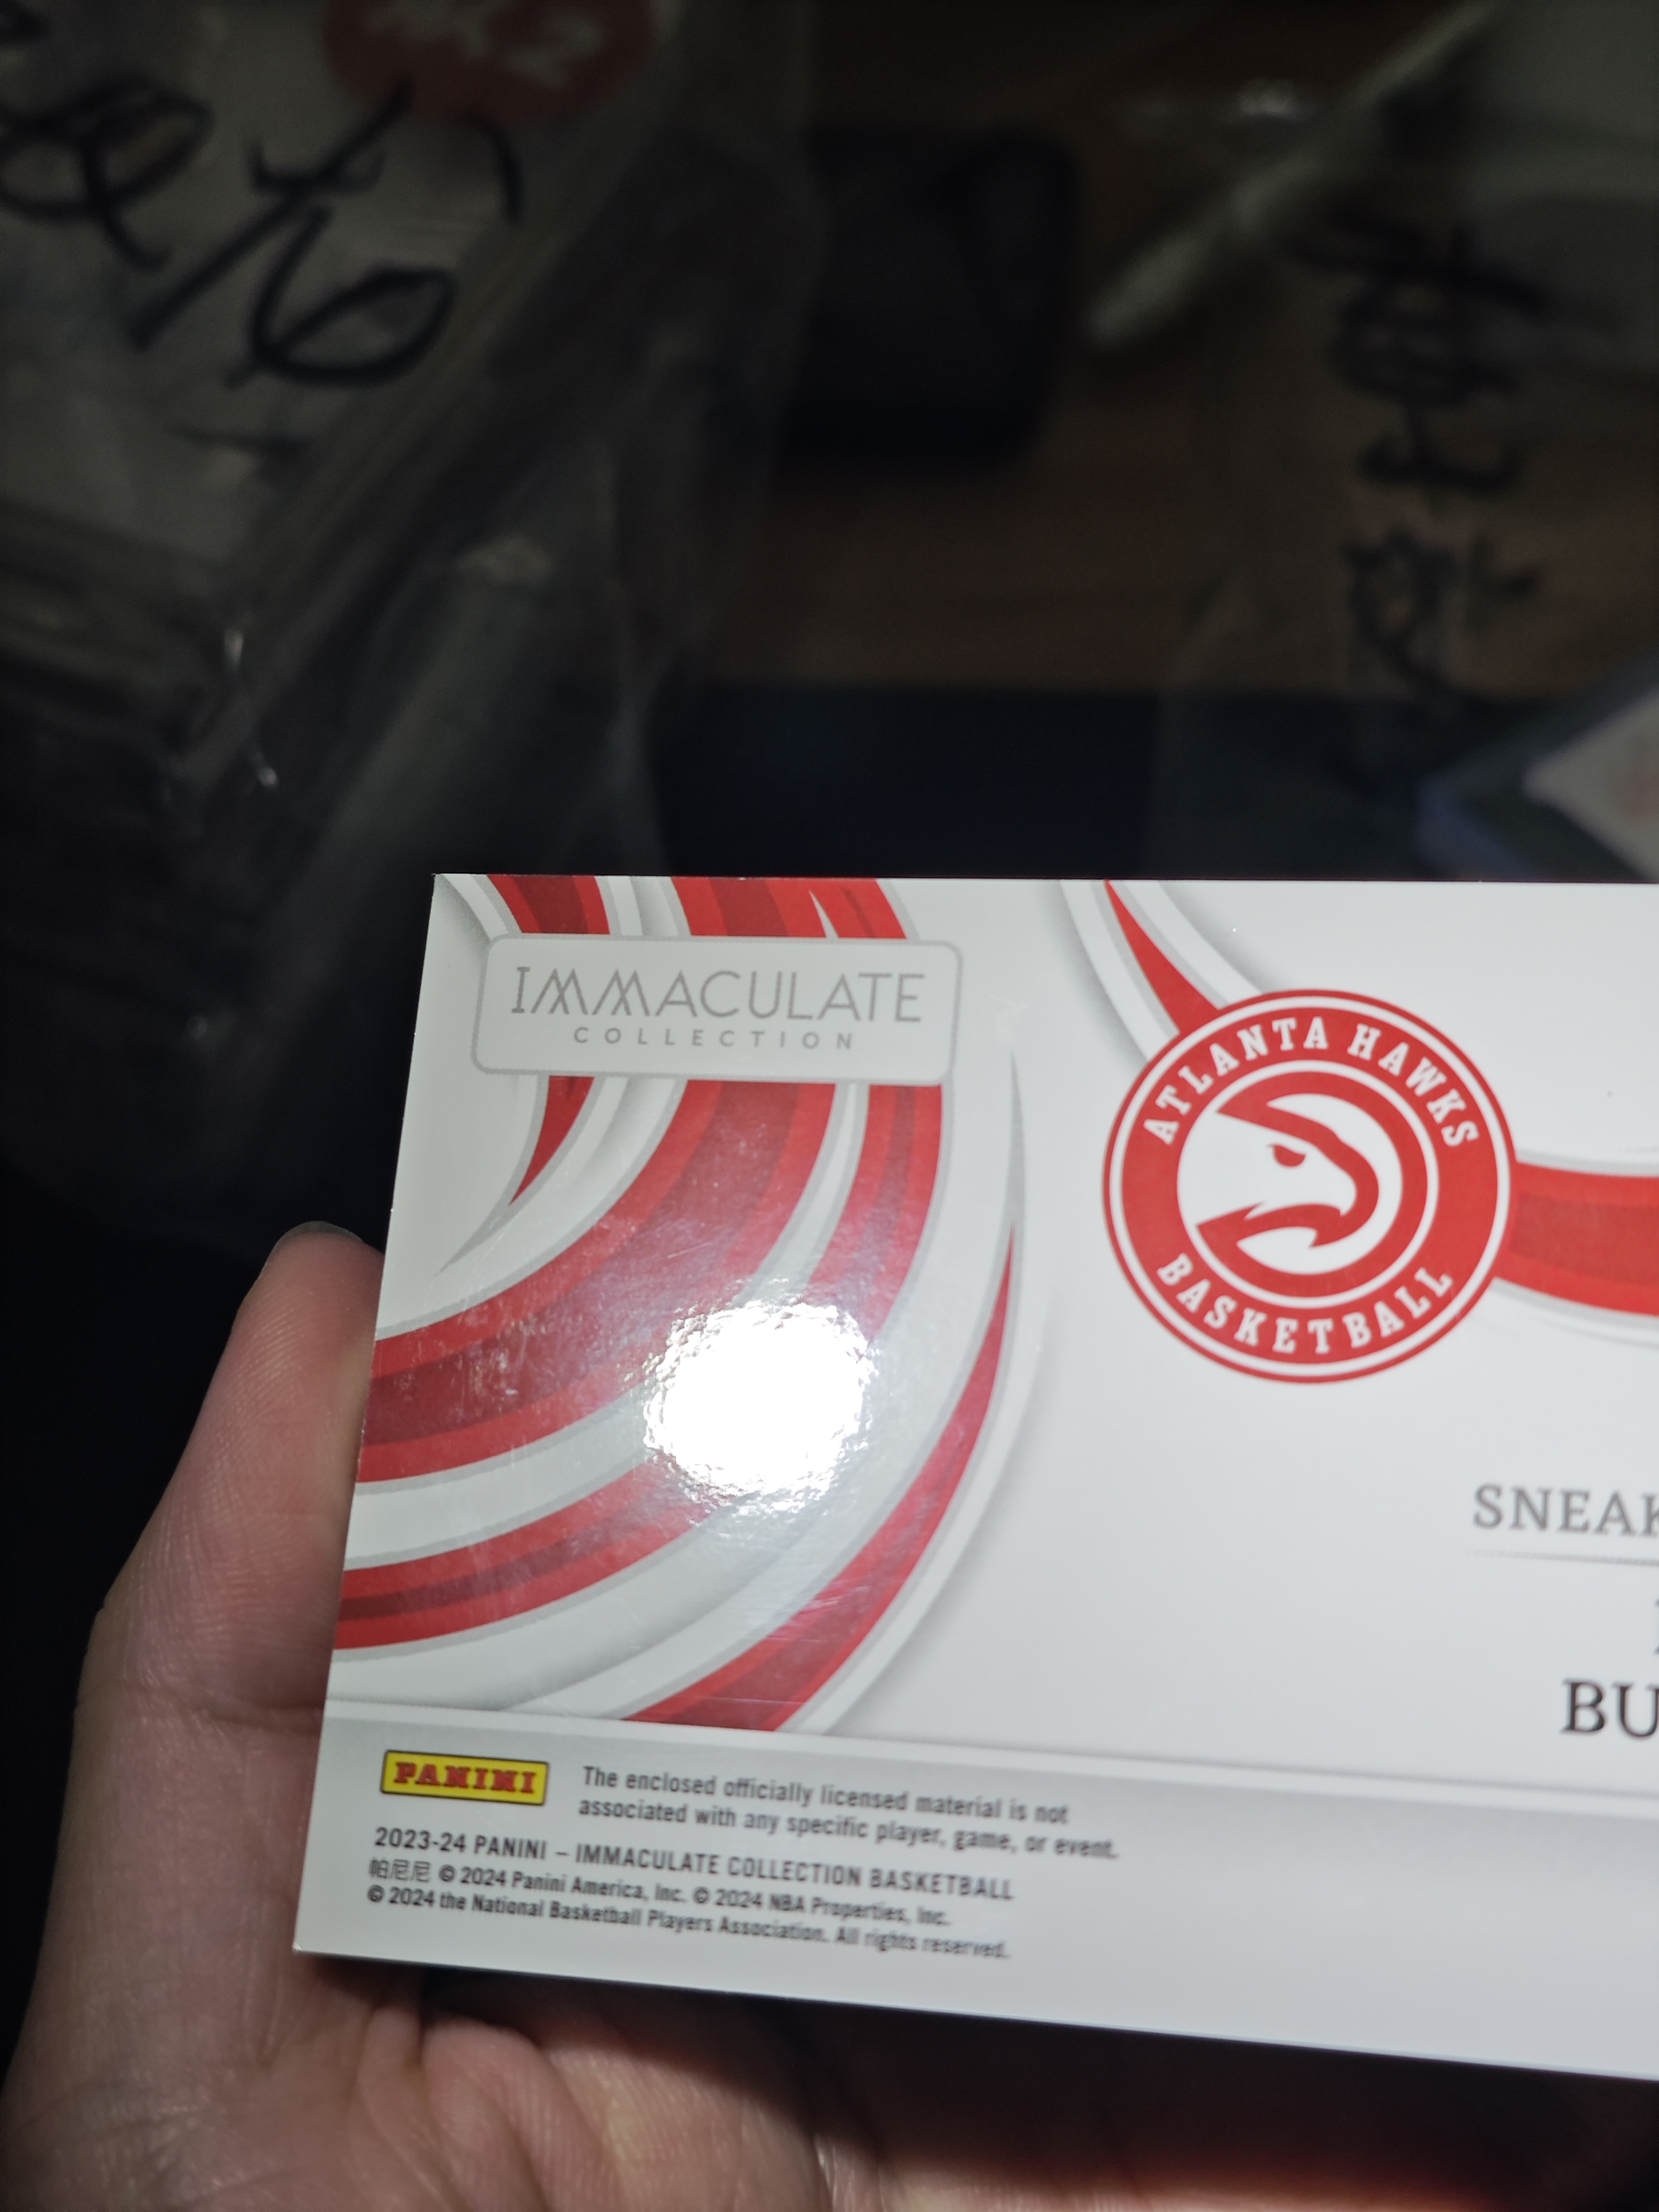 IMMACULATE
COLLECTION
ATLANTA HAWKS
BASKETBALL
SNEAK
BU
PANINI
The enclosed officially licensed material is not
associated with any specific player, game, or event.
2023-24 PANINI – IMMACULATE COLLECTION BASKETBALL
帕尼尼 © 2024 Panini America, Inc. © 2024 NBA Properties, Inc.
© 2024 the National Basketball Players Association. All rights reserved.